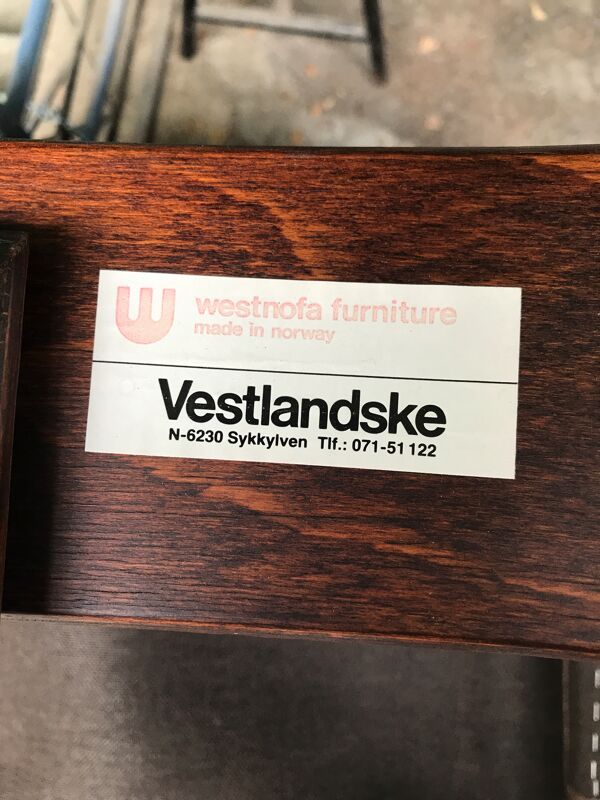 westnofa furniture
made in norway
Vestlandske
N-6230 Sykkylven Tlf.: 071-51 122